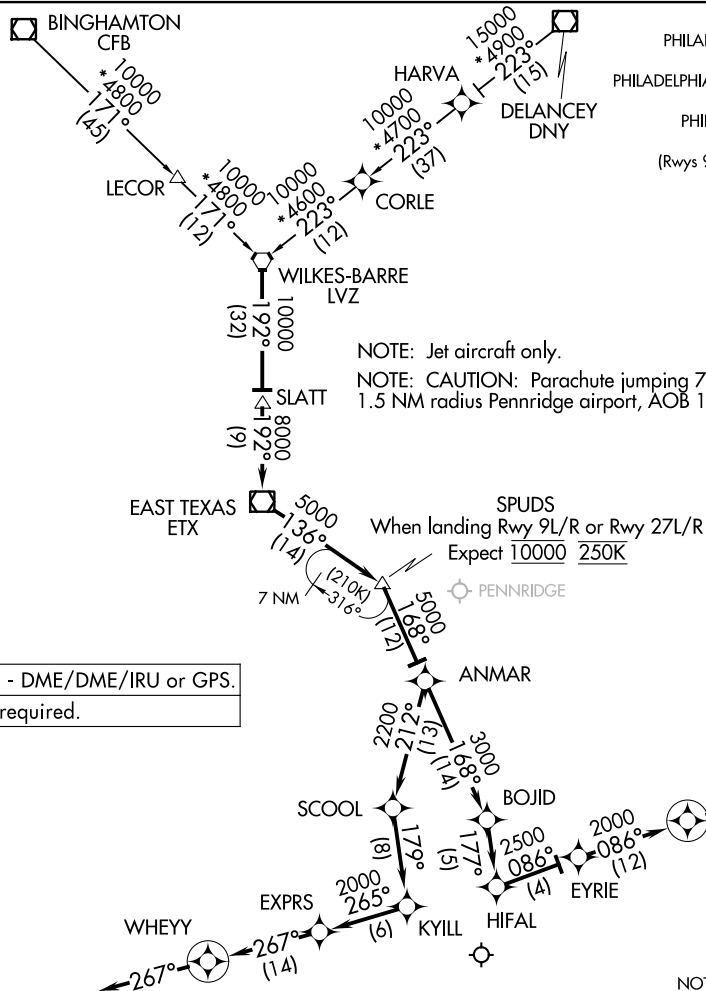 BINGHAMTON
CFB
10000
*4800
171°
(45)
15000
*4900
223°
(15)
PHILAD
PHILADELPHIA
PHIL
(Rwys 9
HARVA
DELANCEY
DNY
10000
*4700
223°
(37)
LECOR
10000
*4800
171°
(12)
10000
*4600
223°
(12)
CORLE
WILKES-BARRE
LVZ
10000
192°
(32)
NOTE: Jet aircraft only.
NOTE: CAUTION: Parachute jumping 7
1.5 NM radius Pennridge airport, AOB 1
SLATT
8000
192°
(9)
EAST TEXAS
ETX
5000
136°
(14)
SPUDS
When landing Rwy 9L/R or Rwy 27L/R
Expect 10000 250K
7 NM
(210K)
316°
PENNRIDGE
5000
168°
(12)
- DME/DME/IRU or GPS.
required.
ANMAR
2200
212°
(13)
3000
168°
(14)
SCOOL
BOJID
179°
(8)
177°
(5)
2500
086°
(4)
2000
086°
(12)
EYRIE
HIFAL
KYILL
2000
265°
(6)
EXPRS
WHEYY
267°
(14)
267°
NOT